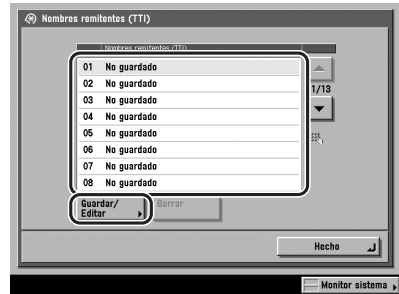 Nombres remitentes (TTI)
Nombres remitentes (TTI)
01 No guardado
02 No guardado
03 No guardado
04 No guardado
05 No guardado
06 No guardado
07 No guardado
08 No guardado
1/13
Guardar/
Editar
Borrar
Hecho
Monitor sistema